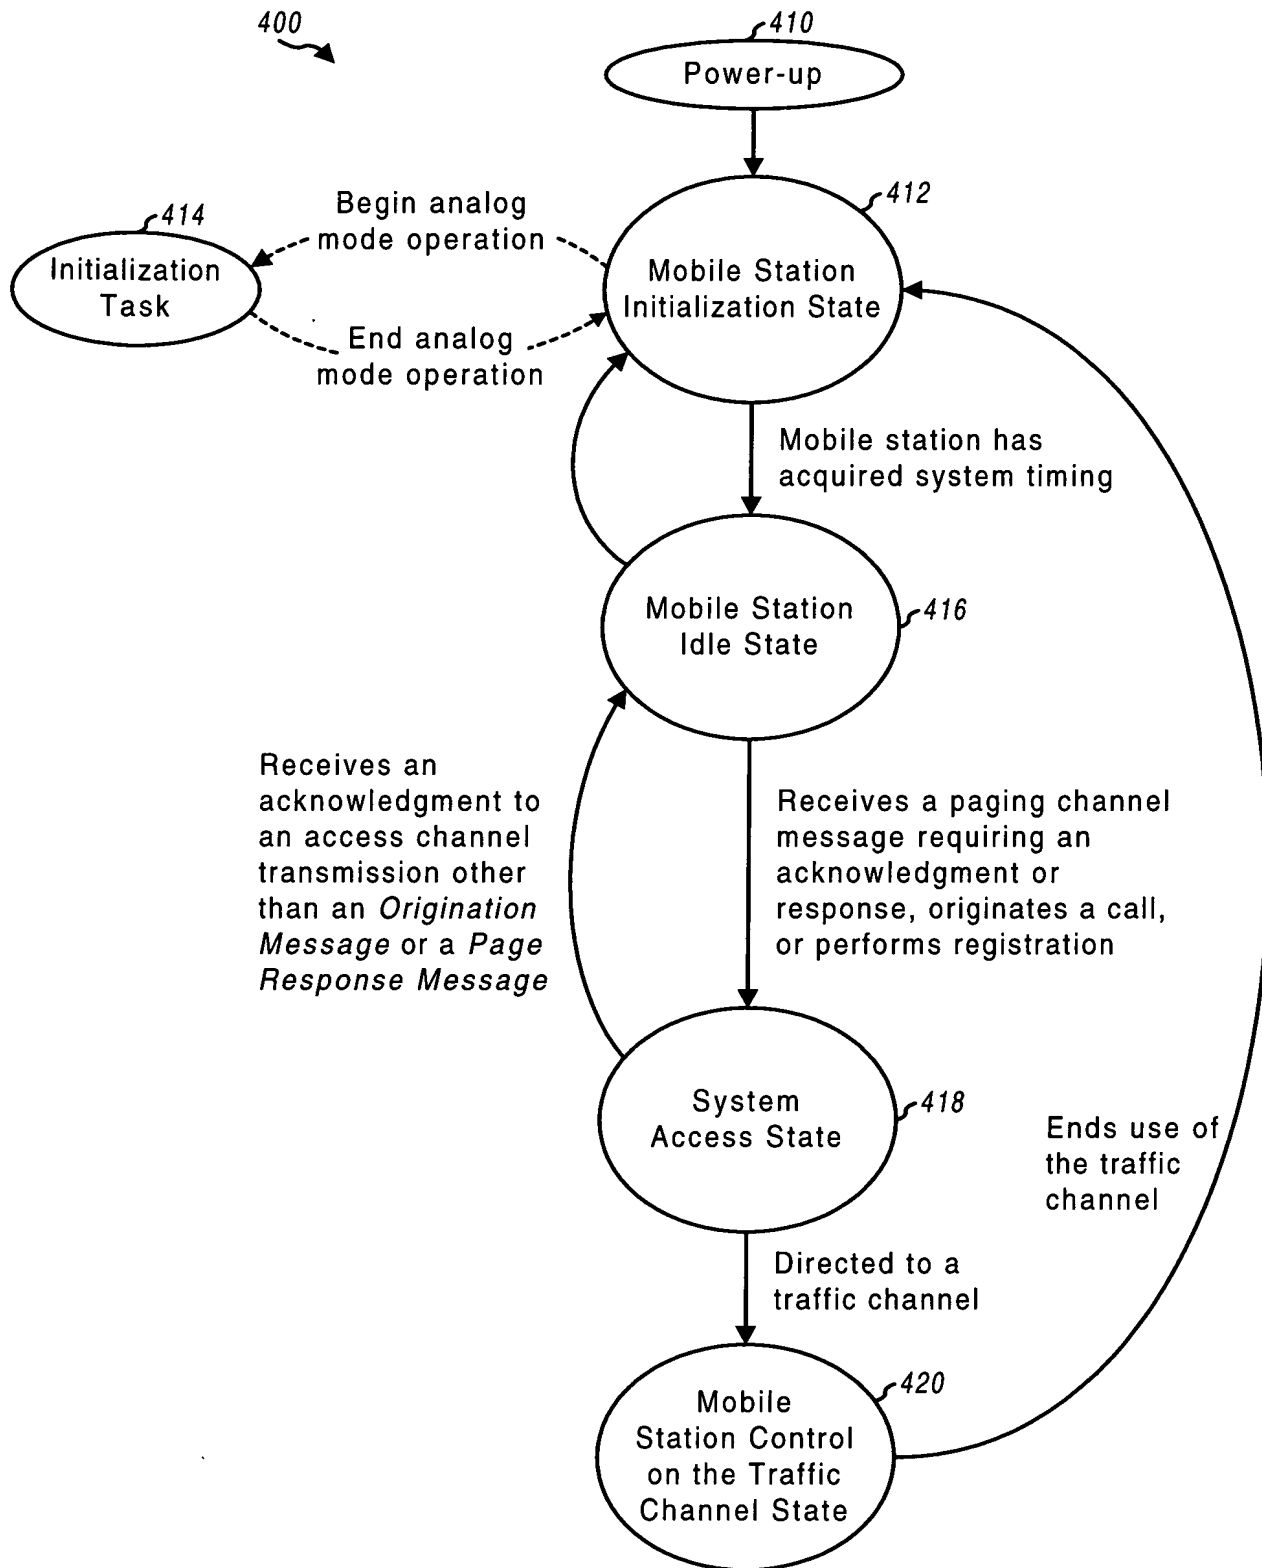 400
410
Power-up
412
414
Begin analog
mode operation
Initialization
Task
Mobile Station
Initialization State
End analog
mode operation
Mobile station has
acquired system timing
Mobile Station
Idle State
416
Receives an
acknowledgment to
an access channel
transmission other
than an Origination
Message or a Page
Response Message
Receives a paging channel
message requiring an
acknowledgment or
response, originates a call,
or performs registration
System
Access State
418
Ends use of
the traffic
channel
Directed to a
traffic channel
420
Mobile
Station Control
on the Traffic
Channel State